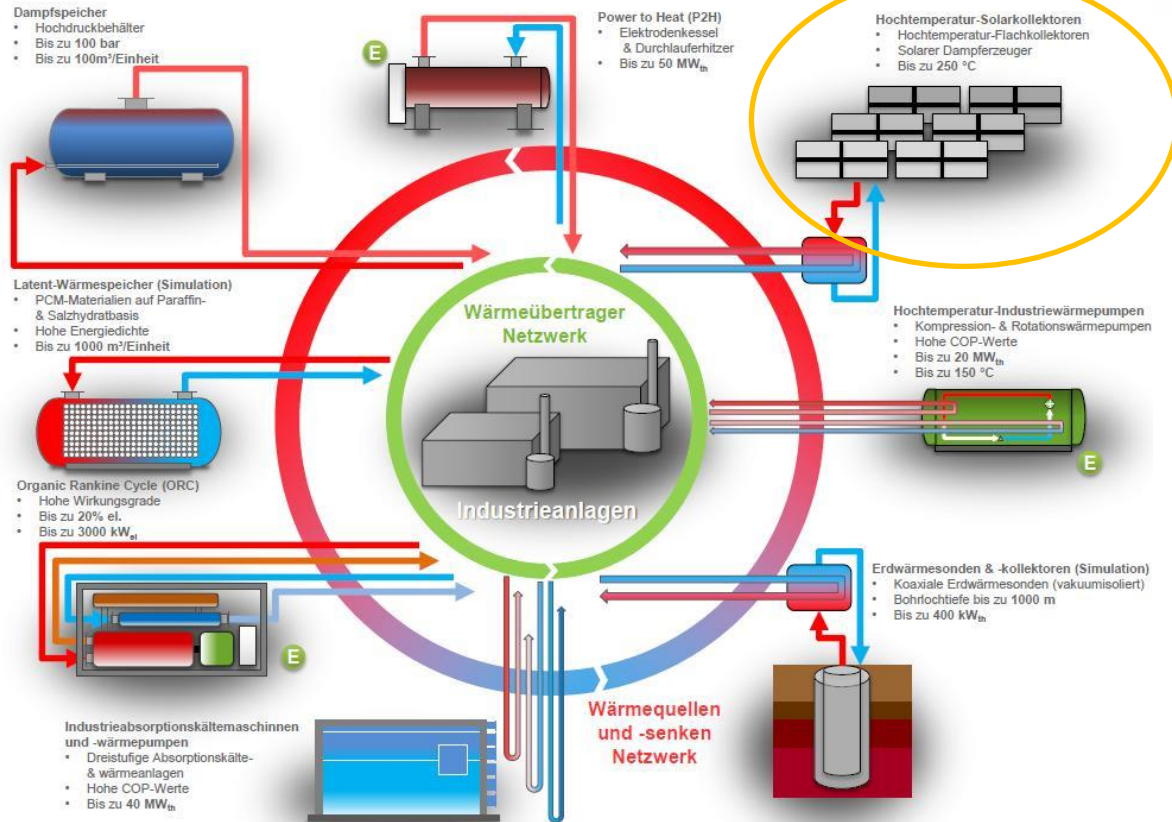 Dampfspeicher
• Hochdruckbehälter
• Bis zu 100 bar
• Bis zu 100m³/Einheit
Power to Heat (P2H)
• Elektrodenkessel
& Durchlauferhitzer
• Bis zu 50 MWth
E
Hochtemperatur-Solarkollektoren
• Hochtemperatur-Flachkollektoren
• Solarer Dampferzeuger
• Bis zu 250 °C
Latent-Wärmespeicher (Simulation)
• PCM-Materialien auf Paraffin-
& Salzhydratbasis
• Hohe Energiedichte
• Bis zu 1000 m³/Einheit
Wärmeübertrager
Netzwerk
Industrieanlagen
Hochtemperatur-Industriewärmepumpen
• Kompression- & Rotationswärmepumpen
• Hohe COP-Werte
• Bis zu 20 MWth
• Bis zu 150 °C
E
Organic Rankine Cycle (ORC)
• Hohe Wirkungsgrade
• Bis zu 20% el.
• Bis zu 3000 kWel
E
Erdwärmesonden & -kollektoren (Simulation)
• Koaxiale Erdwärmesonden (vakuumisoliert)
• Bohrlochtiefe bis zu 1000 m
• Bis zu 400 kWth
Wärmequellen
und -senken
Netzwerk
Industrieabsorptionskältemaschinnen
und -wärmepumpen
• Dreistufige Absorptionskälte-
& wärmeanlagen
• Hohe COP-Werte
• Bis zu 40 MWth